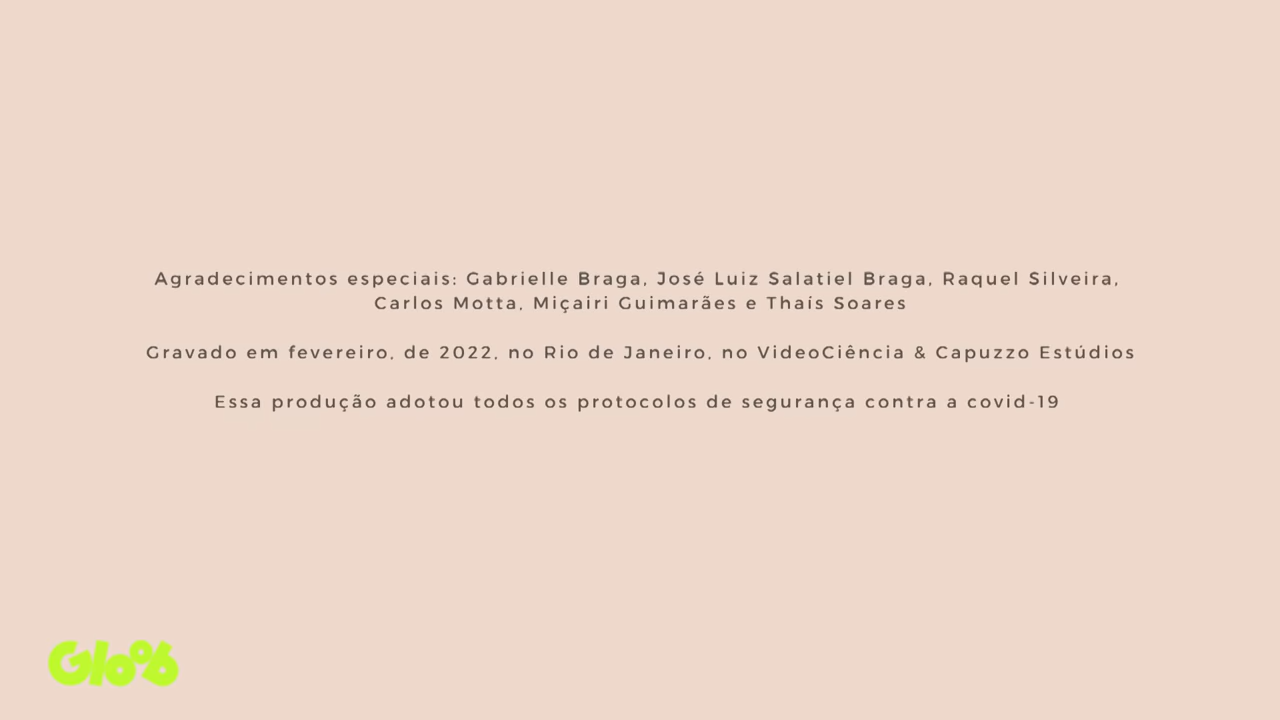 Agradecimentos especiais: Gabrielle Braga, José Luiz Salatiel Braga, Raquel Silveira,
Carlos Motta, Miçairi Guimarães e Thaís Soares
Gravado em fevereiro, de 2022, no Rio de Janeiro, no VideoCiência & Capuzzo Estúdios
Essa produção adotou todos os protocolos de segurança contra a covid-19
Gloob